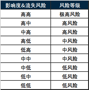 影响度&流失风险 风险等级
高高 极高风险
高中 高风险
中高 高风险
高低 中风险
低高 中风险
中中 中风险
中低 低风险
低中 低风险
低低 低风险